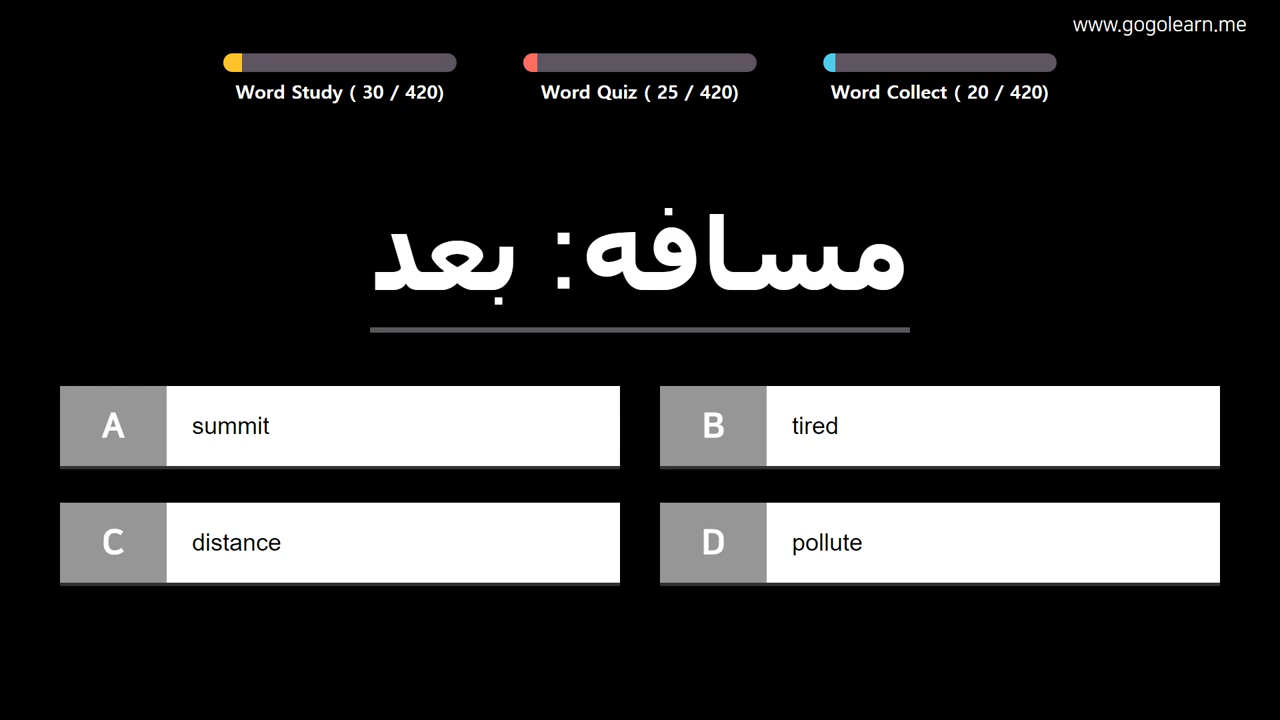 www.gogolearn.me
Word Study ( 30 / 420)
Word Quiz ( 25 / 420)
Word Collect ( 20 / 420)
مسافه: بعد
A summit
B tired
C distance
D pollute